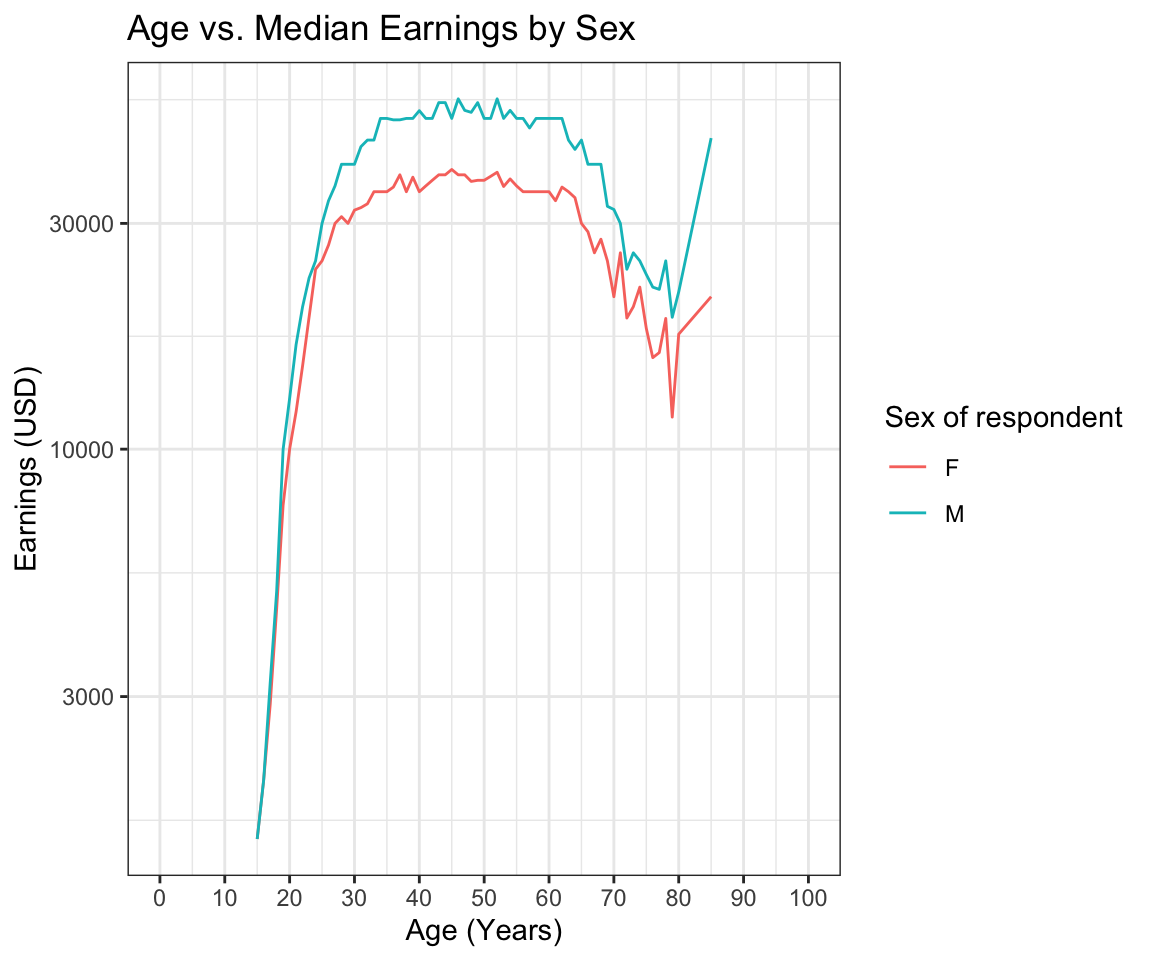 Age vs. Median Earnings by Sex
Earnings (USD)
30000
10000
3000
0 10 20 30 40 50 60 70 80 90 100
Age (Years)
Sex of respondent
F
M